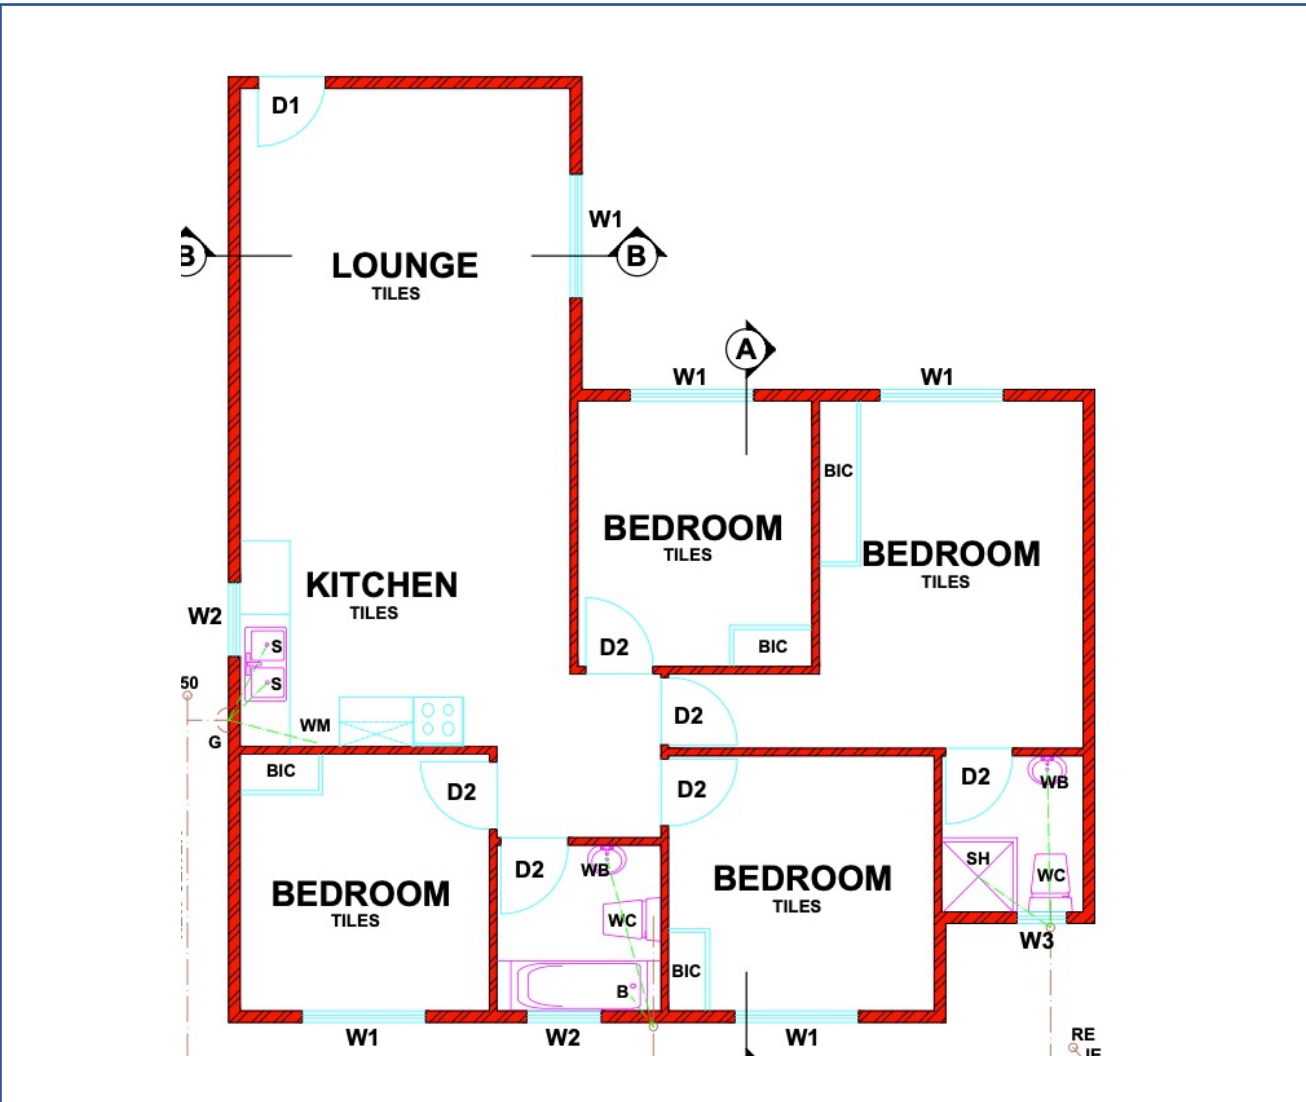 D1
W1
B
B
LOUNGE
TILES
A
W1
W1
BIC
BEDROOM
TILES
BEDROOM
TILES
KITCHEN
TILES
W2
S
S
D2
BIC
50
G
WM
D2
BIC
D2
D2
D2
WB
BEDROOM
TILES
D2
WB
WC
BEDROOM
TILES
SH
WC
BIC
B
W3
W1
W2
W1
RE
IE